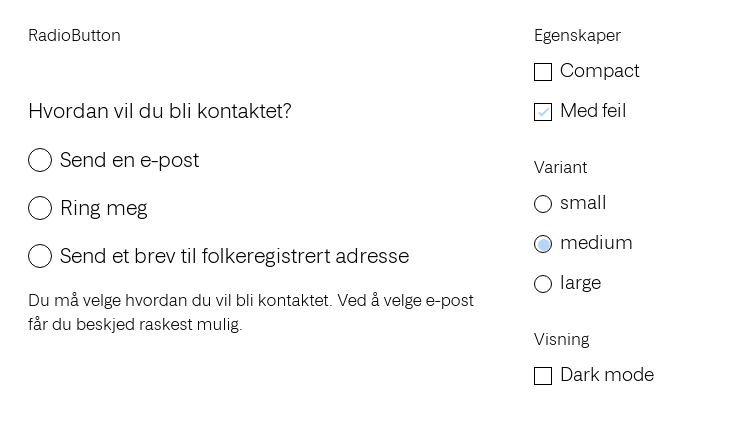 RadioButton
Hvordan vil du bli kontaktet?
Send en e-post
Ring meg
Send et brev til folkeregistrert adresse
Du må velge hvordan du vil bli kontaktet. Ved å velge e-post
får du beskjed raskest mulig.
Egenskaper
Compact
Med feil
Variant
small
medium
large
Visning
Dark mode